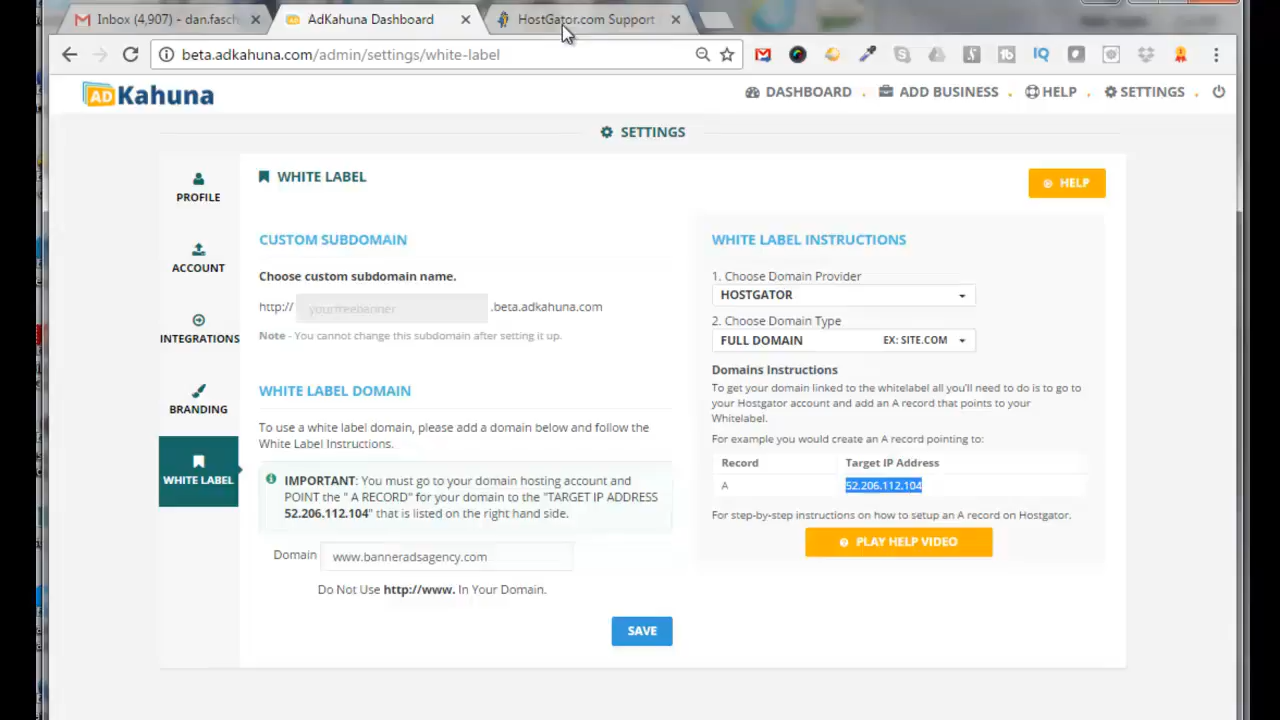 Inbox (4,907) - dan.fasch
AdKahuna Dashboard
HostGator.com Support
beta.adkahuna.com/admin/settings/white-label
AD Kahuna
DASHBOARD
ADD BUSINESS
HELP
SETTINGS
SETTINGS
PROFILE
ACCOUNT
INTEGRATIONS
BRANDING
WHITE LABEL
WHITE LABEL
HELP
CUSTOM SUBDOMAIN
Choose custom subdomain name.
http:// yourfreebanner .beta.adkahuna.com
Note - You cannot change this subdomain after setting it up.
WHITE LABEL DOMAIN
To use a white label domain, please add a domain below and follow the
White Label Instructions.
IMPORTANT: You must go to your domain hosting account and
POINT the " A RECORD" for your domain to the "TARGET IP ADDRESS
52.206.112.104" that is listed on the right hand side.
Domain www.banneradsagency.com
Do Not Use http://www. In Your Domain.
SAVE
WHITE LABEL INSTRUCTIONS
1. Choose Domain Provider
HOSTGATOR
2. Choose Domain Type
FULL DOMAIN EX: SITE.COM
Domains Instructions
To get your domain linked to the whitelabel all you'll need to do is to go to
your Hostgator account and add an A record that points to your
Whitelabel.
For example you would create an A record pointing to:
Record Target IP Address
A 52.206.112.104
For step-by-step instructions on how to setup an A record on Hostgator.
PLAY HELP VIDEO